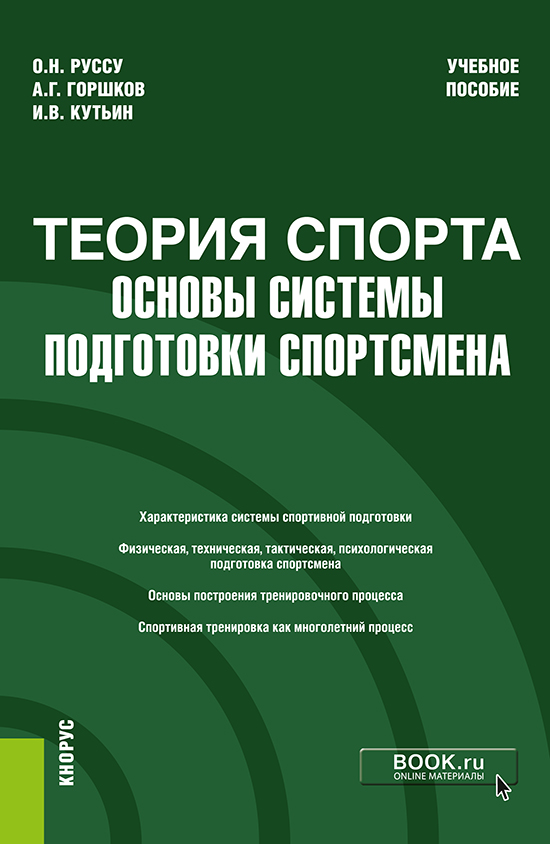 О.Н. РУССУ
А.Г. ГОРШКОВ
И.В. КУТЬИН
УЧЕБНОЕ
ПОСОБИЕ
ТЕОРИЯ СПОРТА
ОСНОВЫ СИСТЕМЫ
ПОДГОТОВКИ СПОРТСМЕНА
Характеристика системы спортивной подготовки
Физическая, техническая, тактическая, психологическая
подготовка спортсмена
Основы построения тренировочного процесса
Спортивная тренировка как многолетний процесс
КНОРУС
BOOK.ru
ONLINE МАТЕРИАЛЫ